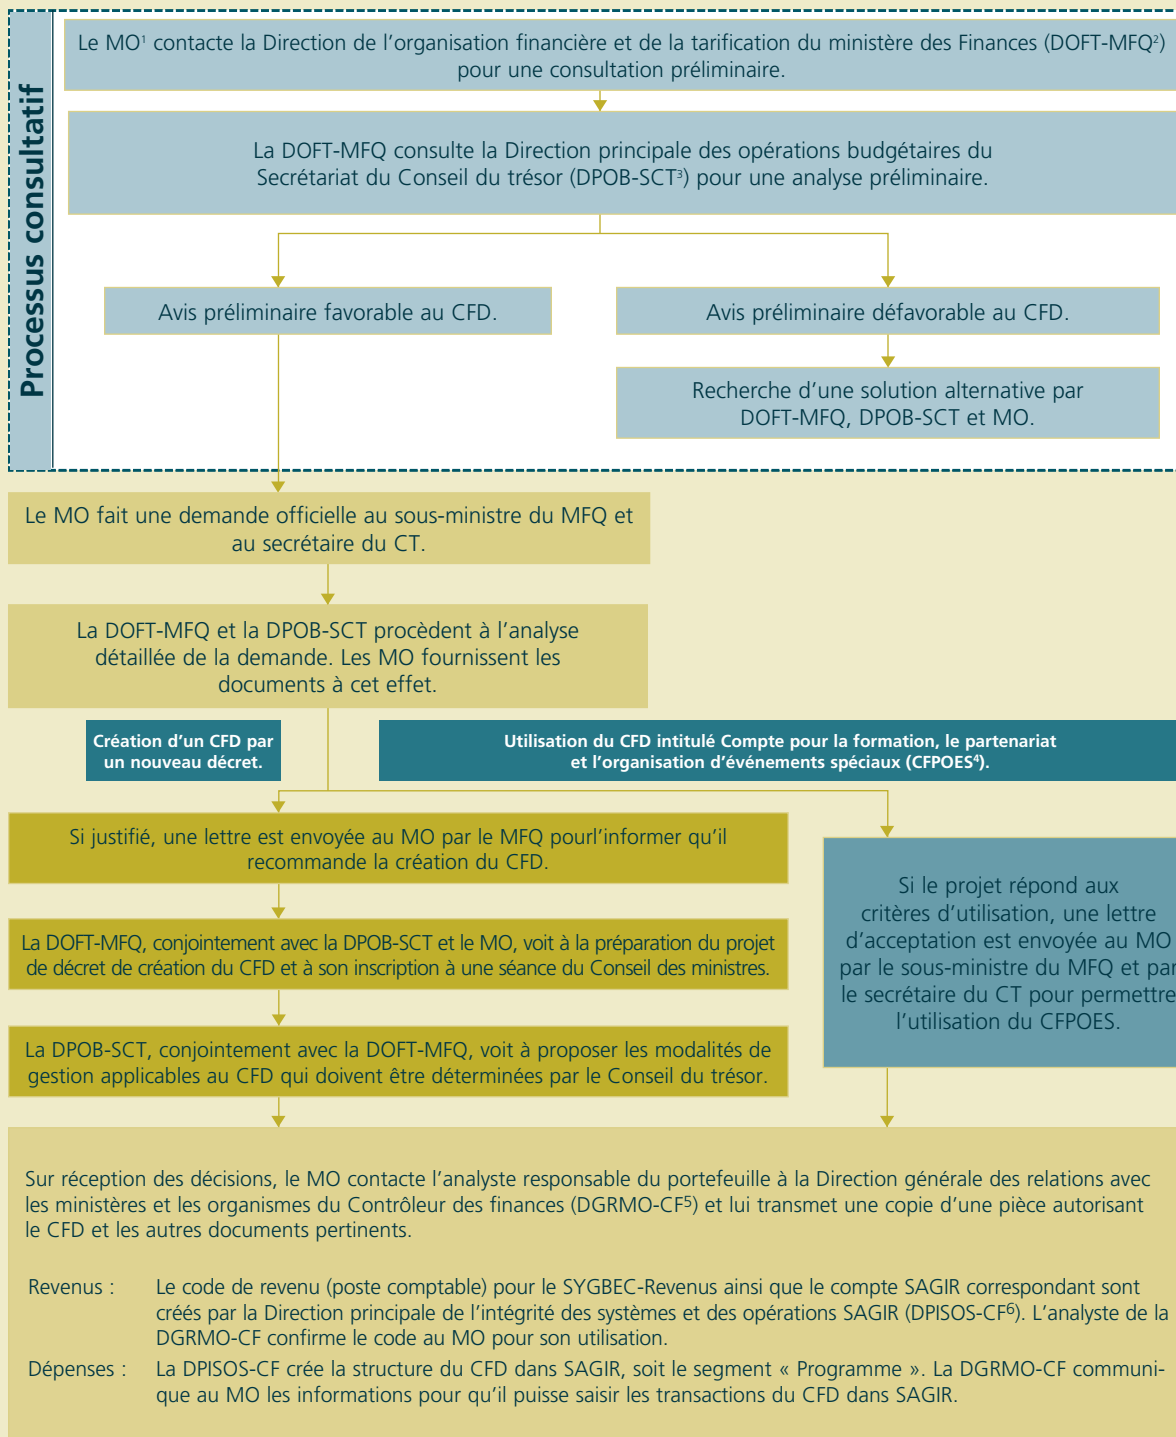 Processus consultatif
Le MO¹ contacte la Direction de l’organisation financière et de la tarification du ministère des Finances (DOFT-MFQ²)
pour une consultation préliminaire.
La DOFT-MFQ consulte la Direction principale des opérations budgétaires du
Secrétariat du Conseil du trésor (DPOB-SCT³) pour une analyse préliminaire.
Avis préliminaire favorable au CFD.
Avis préliminaire défavorable au CFD.
Recherche d’une solution alternative par
DOFT-MFQ, DPOB-SCT et MO.
Le MO fait une demande officielle au sous-ministre du MFQ et
au secrétaire du CT.
La DOFT-MFQ et la DPOB-SCT procèdent à l’analyse
détaillée de la demande. Les MO fournissent les
documents à cet effet.
Création d’un CFD par
un nouveau décret.
Utilisation du CFD intitulé Compte pour la formation, le partenariat
et l’organisation d’événements spéciaux (CFPOES⁴).
Si justifié, une lettre est envoyée au MO par le MFQ pourl’informer qu’il
recommande la création du CFD.
La DOFT-MFQ, conjointement avec la DPOB-SCT et le MO, voit à la préparation du projet
de décret de création du CFD et à son inscription à une séance du Conseil des ministres.
La DPOB-SCT, conjointement avec la DOFT-MFQ, voit à proposer les modalités de
gestion applicables au CFD qui doivent être déterminées par le Conseil du trésor.
Si le projet répond aux
critères d’utilisation, une lettre
d’acceptation est envoyée au MO
par le sous-ministre du MFQ et par
le secrétaire du CT pour permettre
l’utilisation du CFPOES.
Sur réception des décisions, le MO contacte l’analyste responsable du portefeuille à la Direction générale des relations avec
les ministères et les organismes du Contrôleur des finances (DGRMO-CF⁵) et lui transmet une copie d’une pièce autorisant
le CFD et les autres documents pertinents.
Revenus : Le code de revenu (poste comptable) pour le SYGBEC-Revenus ainsi que le compte SAGIR correspondant sont
créés par la Direction principale de l’intégrité des systèmes et des opérations SAGIR (DPISOS-CF⁶). L’analyste de la
DGRMO-CF confirme le code au MO pour son utilisation.
Dépenses : La DPISOS-CF crée la structure du CFD dans SAGIR, soit le segment « Programme ». La DGRMO-CF communi-
que au MO les informations pour qu’il puisse saisir les transactions du CFD dans SAGIR.